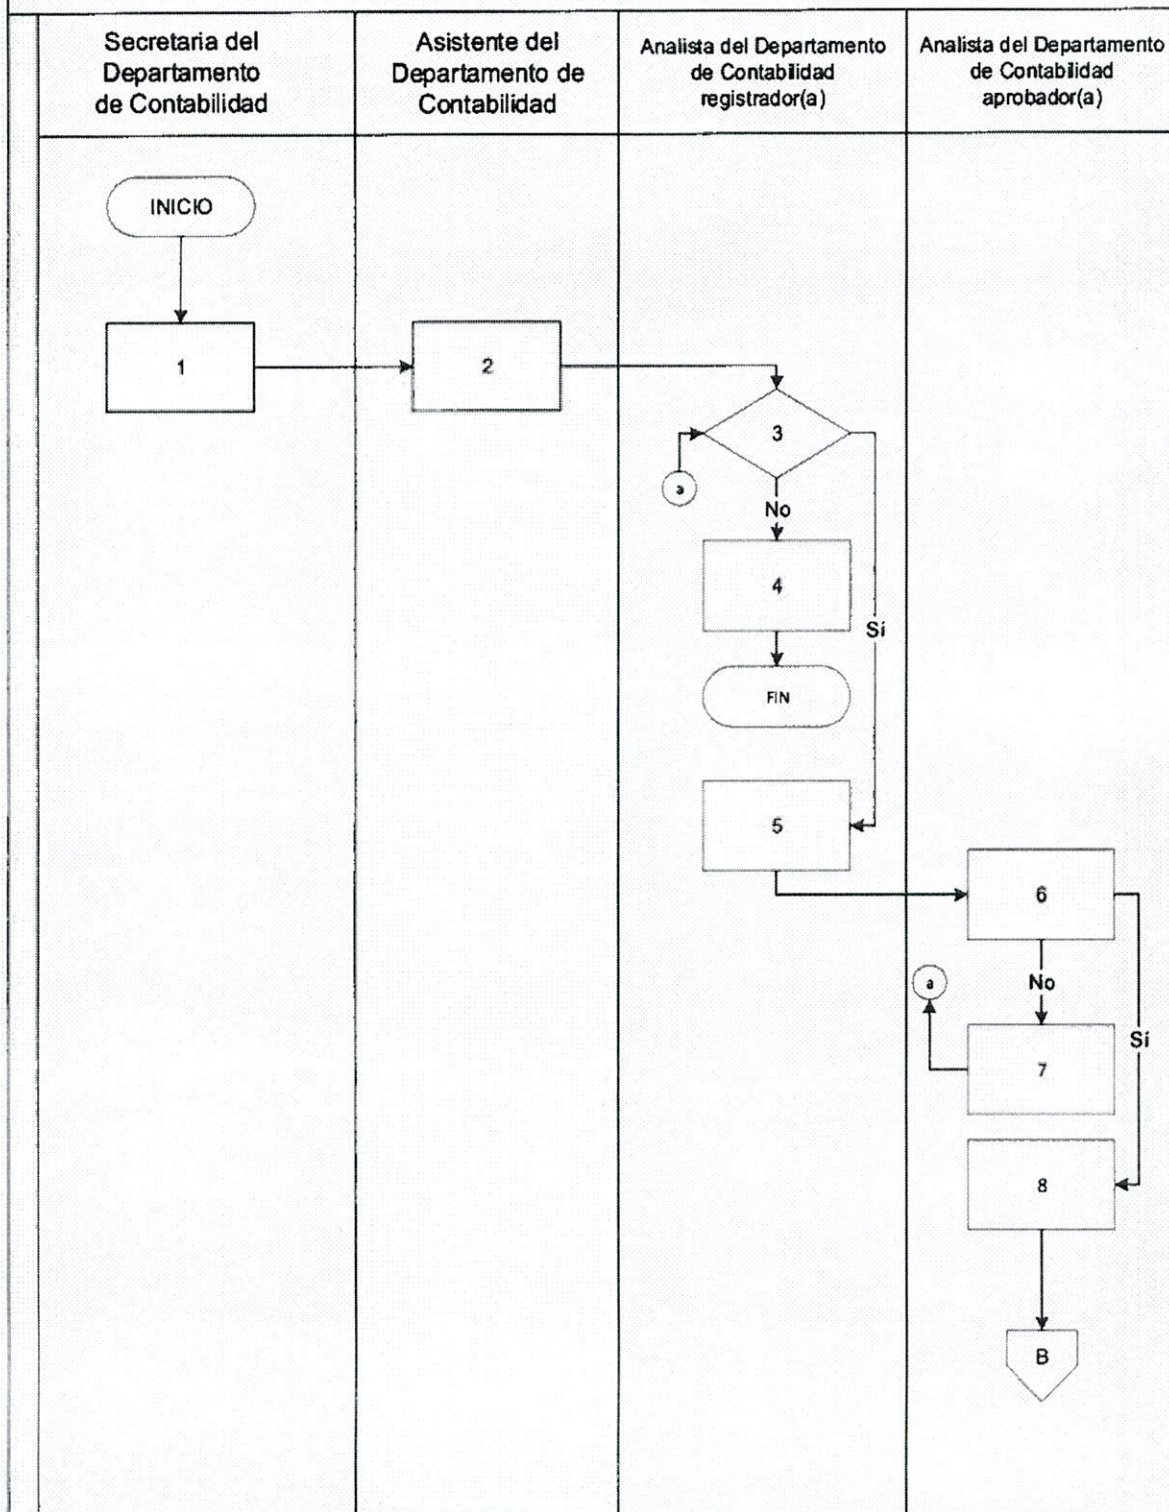 Secretaria del
Departamento
de Contabilidad
Asistente del
Departamento de
Contabilidad
Analista del Departamento
de Contabilidad
registrador(a)
Analista del Departamento
de Contabilidad
aprobador(a)
INICIO
1
2
3
a
No
4
Sí
FIN
5
6
a
No
Sí
7
8
B